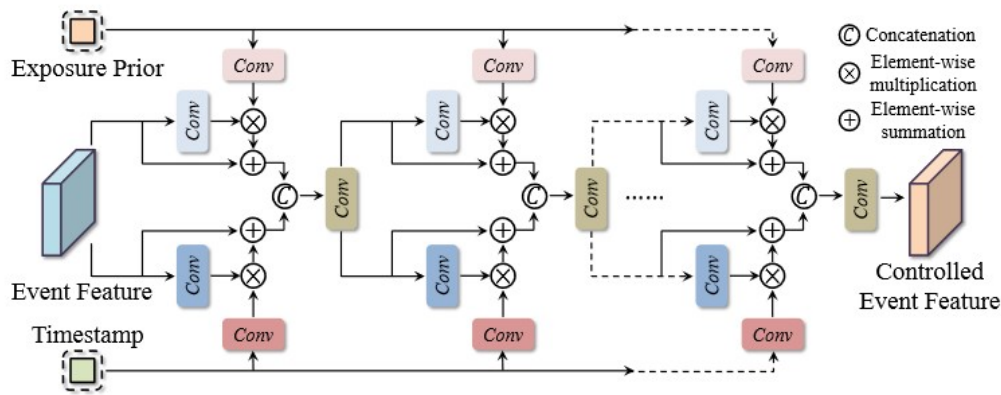 Exposure Prior
Conv
Conv
Conv
C Concatenation
Element-wise
multiplication
Element-wise
summation
Conv
Conv
Conv
C
Conv
C
Conv
......
C
Conv
Conv
Conv
Conv
Event Feature
Controlled
Event Feature
Timestamp
Conv
Conv
Conv